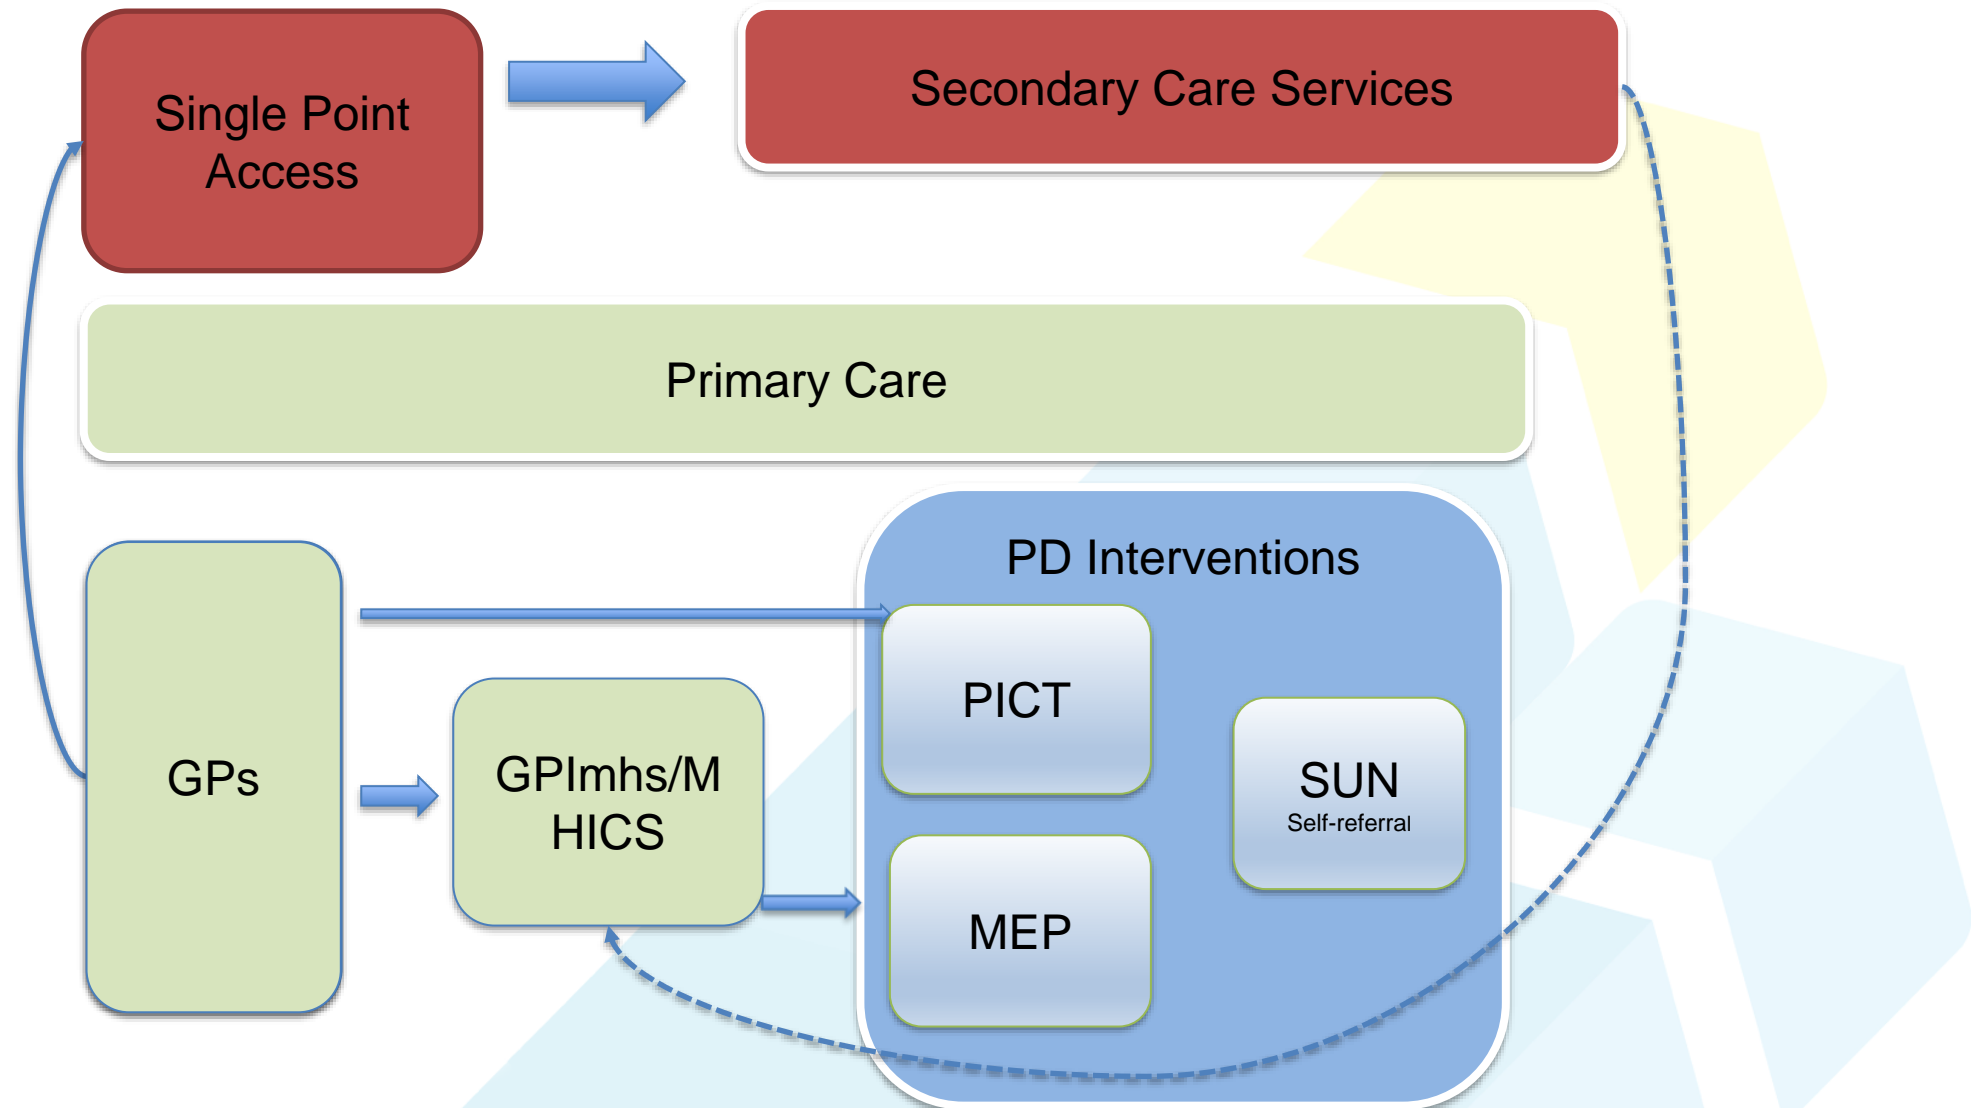 Single Point
Access
Secondary Care Services
Primary Care
PD Interventions
GPs
GPImhs/M
HICS
PICT
MEP
SUN
Self-referral